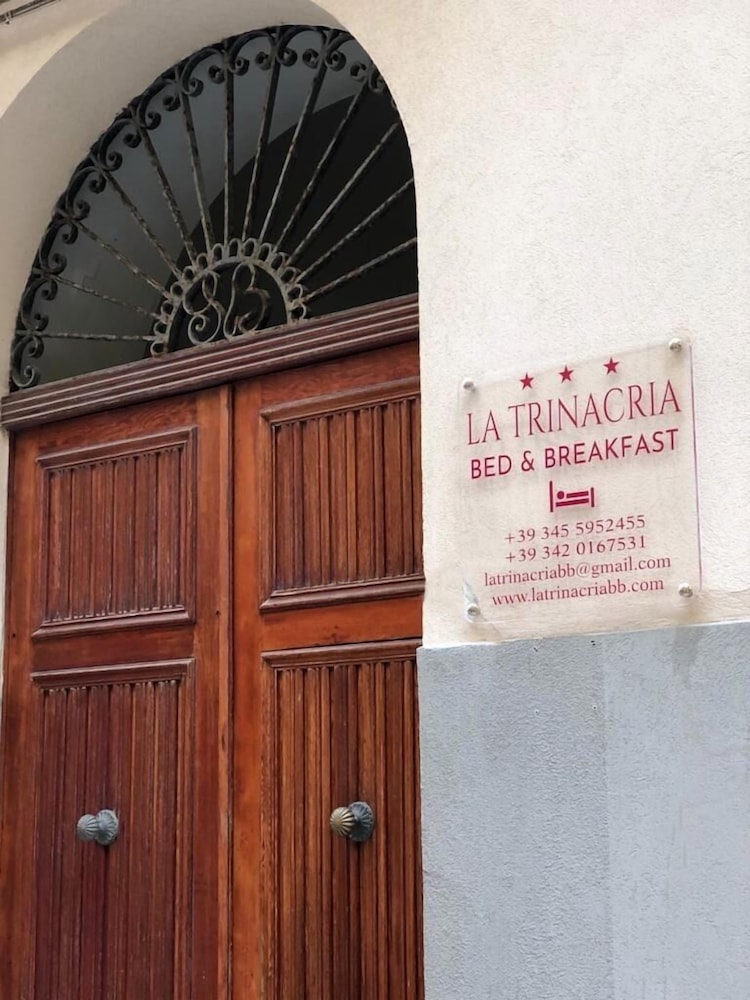 LA TRINACRIA
BED & BREAKFAST
+39 345 5952455
+39 342 0167531
latrinacriabb@gmail.com
www.latrinacriabb.com